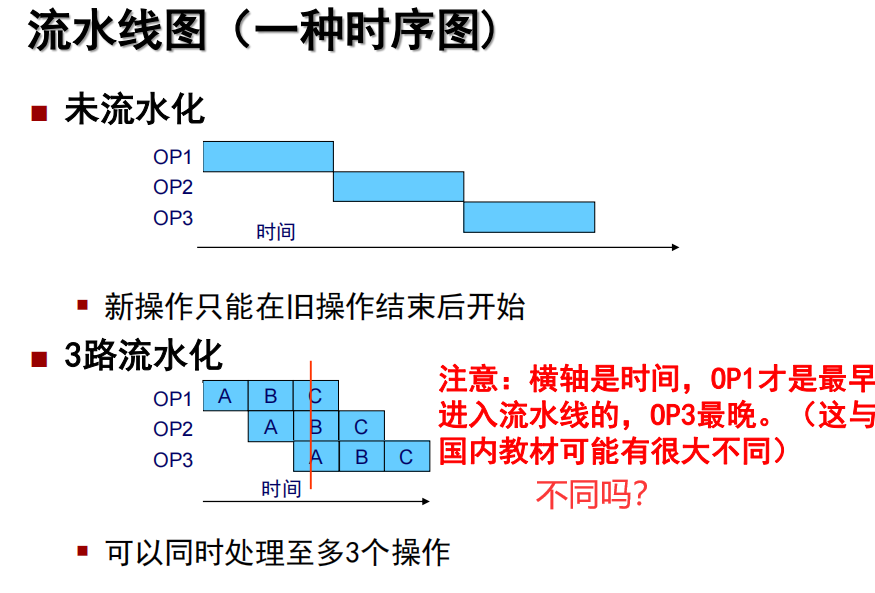 流水线图（一种时序图）
未流水化
OP1
OP2
OP3
时间
新操作只能在旧操作结束后开始
3路流水化
OP1 A B C
OP2 A B C
OP3 A B C
时间
注意：横轴是时间，OP1才是最早
进入流水线的，OP3最晚。（这与
国内教材可能有很大不同）
不同吗？
可以同时处理至多3个操作